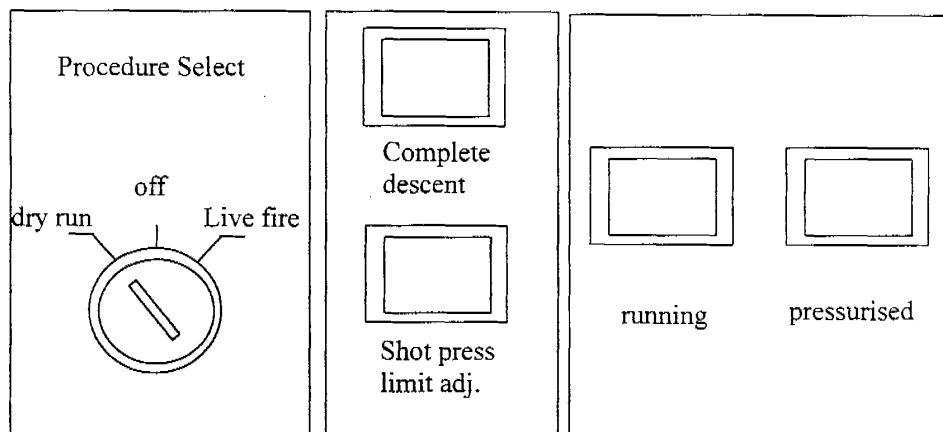 Procedure Select
off
dry run
Live fire
Complete
descent
Shot press
limit adj.
running
pressurised